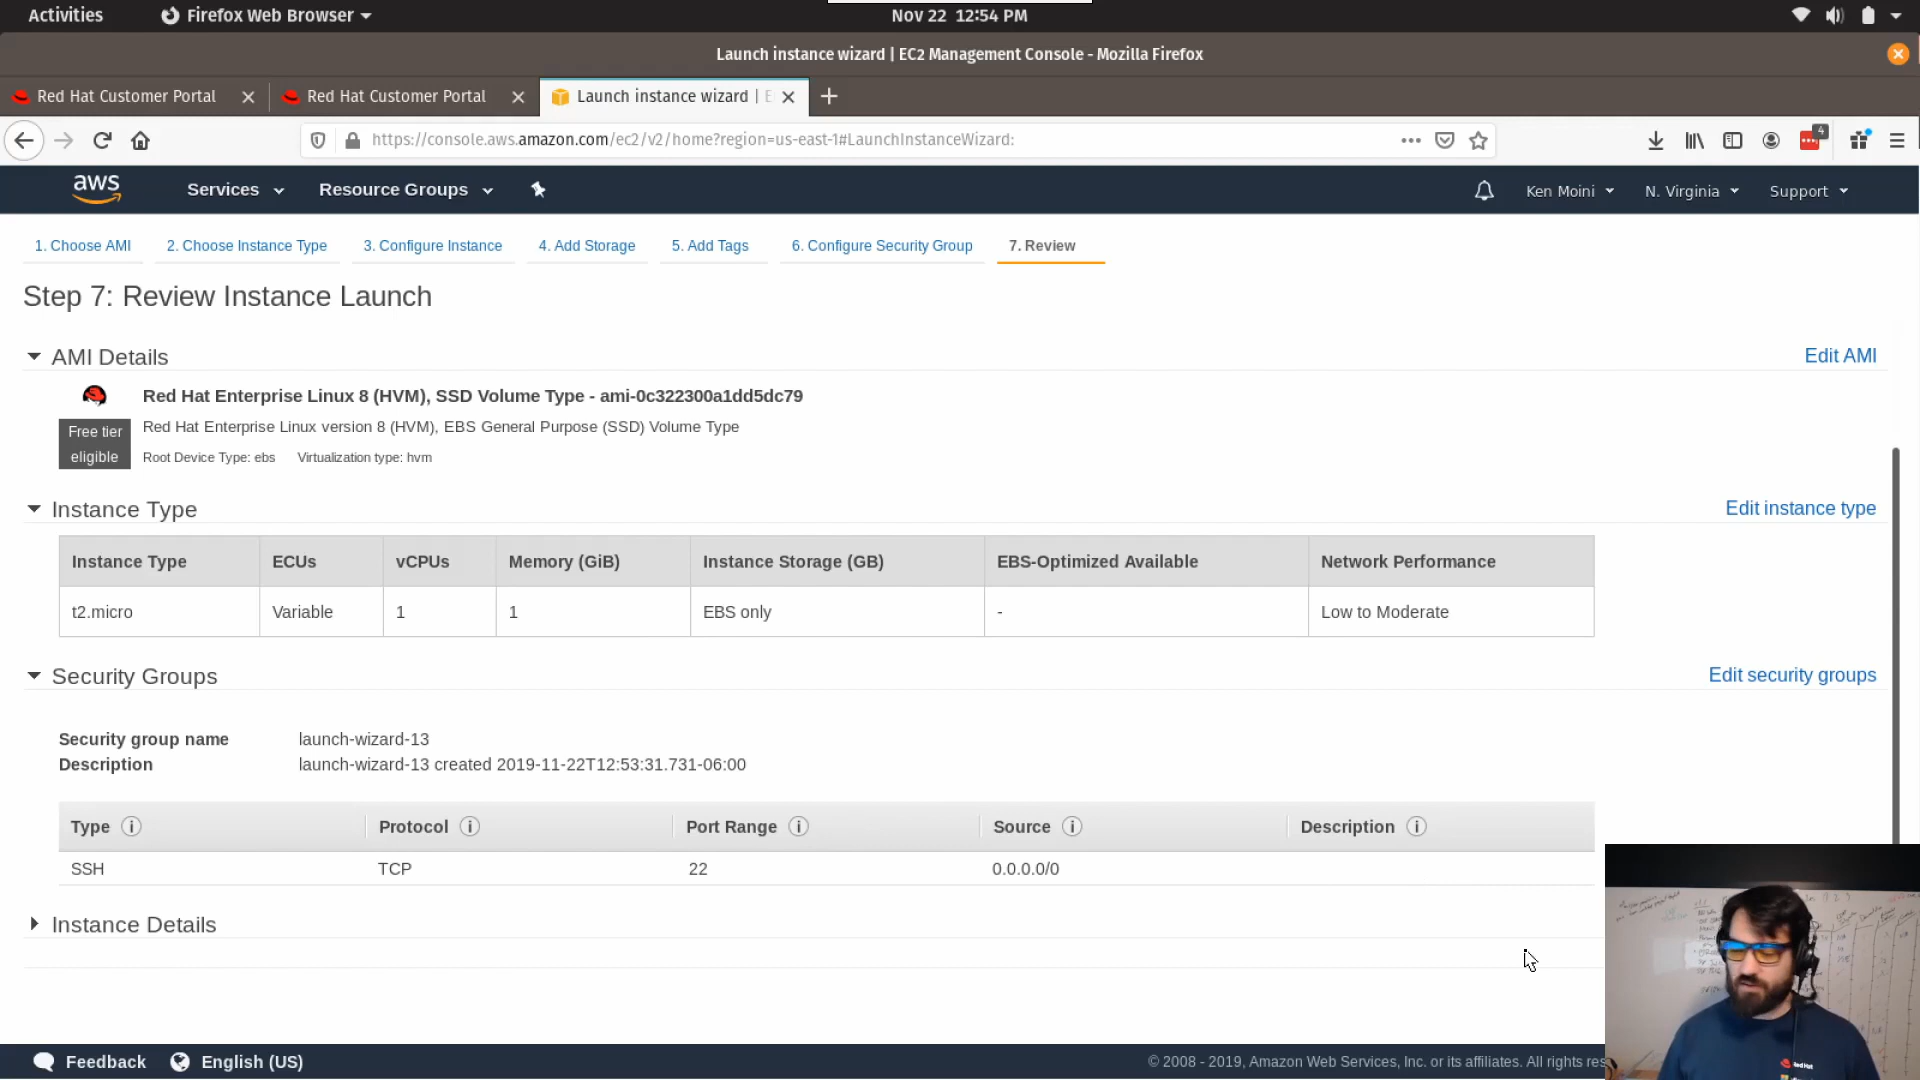 Activities
Firefox Web Browser
Nov 22 12:54 PM
Launch instance wizard | EC2 Management Console - Mozilla Firefox
Red Hat Customer Portal
Red Hat Customer Portal
Launch instance wizard | E
https://console.aws.amazon.com/ec2/v2/home?region=us-east-1#LaunchInstanceWizard:
4
aws
Services
Resource Groups
Ken Moini
N. Virginia
Support
1. Choose AMI
2. Choose Instance Type
3. Configure Instance
4. Add Storage
5. Add Tags
6. Configure Security Group
7. Review
Step 7: Review Instance Launch
AMI Details
Edit AMI
Red Hat Enterprise Linux 8 (HVM), SSD Volume Type - ami-0c322300a1dd5dc79
Free tier
eligible
Red Hat Enterprise Linux version 8 (HVM), EBS General Purpose (SSD) Volume Type
Root Device Type: ebs Virtualization type: hvm
Instance Type
Edit instance type
Instance Type ECUs vCPUs Memory (GiB) Instance Storage (GB) EBS-Optimized Available Network Performance
t2.micro Variable 1 1 EBS only - Low to Moderate
Security Groups
Edit security groups
Security group name launch-wizard-13
Description launch-wizard-13 created 2019-11-22T12:53:31.731-06:00
Type Protocol Port Range Source Description
SSH TCP 22 0.0.0.0/0
Instance Details
Feedback
English (US)
© 2008 - 2019, Amazon Web Services, Inc. or its affiliates. All rights res
Red Hat